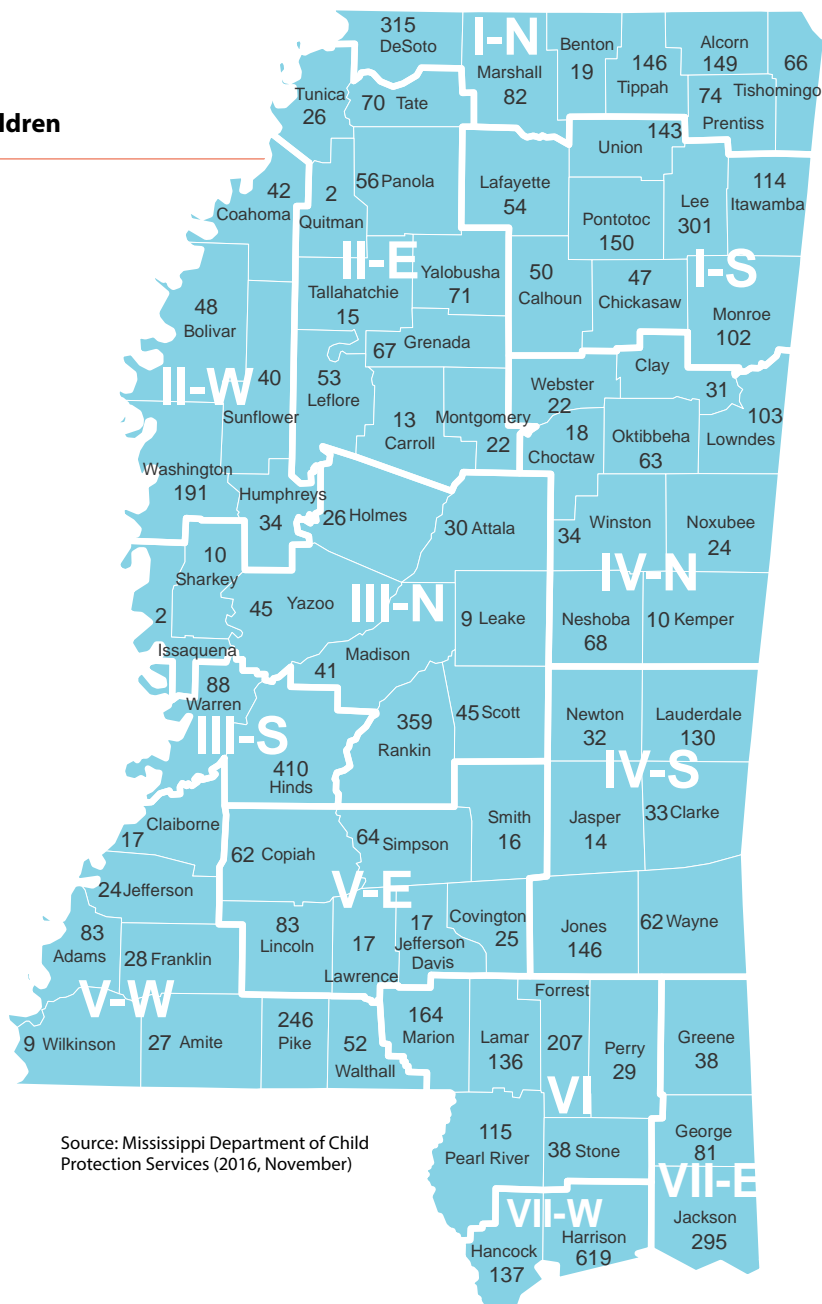 ldren
315
DeSoto
I-N
Benton
19
Alcorn
149
66
Tishomingo
Marshall
82
146
Tippah
74
Prentiss
Tunica
26
70 Tate
143
Union
42
Coahoma
2
Quitman
56 Panola
Lafayette
54
Pontotoc
150
Lee
301
114
Itawamba
II-E
I-S
Yalobusha
71
Tallahatchie
15
50
Calhoun
47
Chickasaw
Monroe
102
48
Bolivar
67 Grenada
II-W
40
Sunflower
53
Leflore
13
Carroll
Montgomery
22
Webster
22
Clay
31
103
Lowndes
18
Choctaw
Oktibbeha
63
Washington
191
Humphreys
34
26 Holmes
30 Attala
34 Winston
Noxubee
24
10
Sharkey
2
Issaquena
45 Yazoo
III-N
IV-N
9 Leake
Neshoba
68
10 Kemper
Madison
41
88
Warren
III-S
359
Rankin
45 Scott
Newton
32
Lauderdale
130
IV-S
410
Hinds
Claiborne
17
62 Copiah
64 Simpson
Smith
16
Jasper
14
33 Clarke
24 Jefferson
V-E
83
Adams
28 Franklin
83
Lincoln
17
Lawrence
17
Jefferson
Davis
Covington
25
Jones
146
62 Wayne
V-W
9 Wilkinson
27 Amite
246
Pike
52
Walthall
164
Marion
Lamar
136
Forrest
207
Perry
29
Greene
38
VI
115
Pearl River
38 Stone
George
81
VII-E
VII-W
Jackson
295
Hancock
137
Harrison
619
Source: Mississippi Department of Child
Protection Services (2016, November)